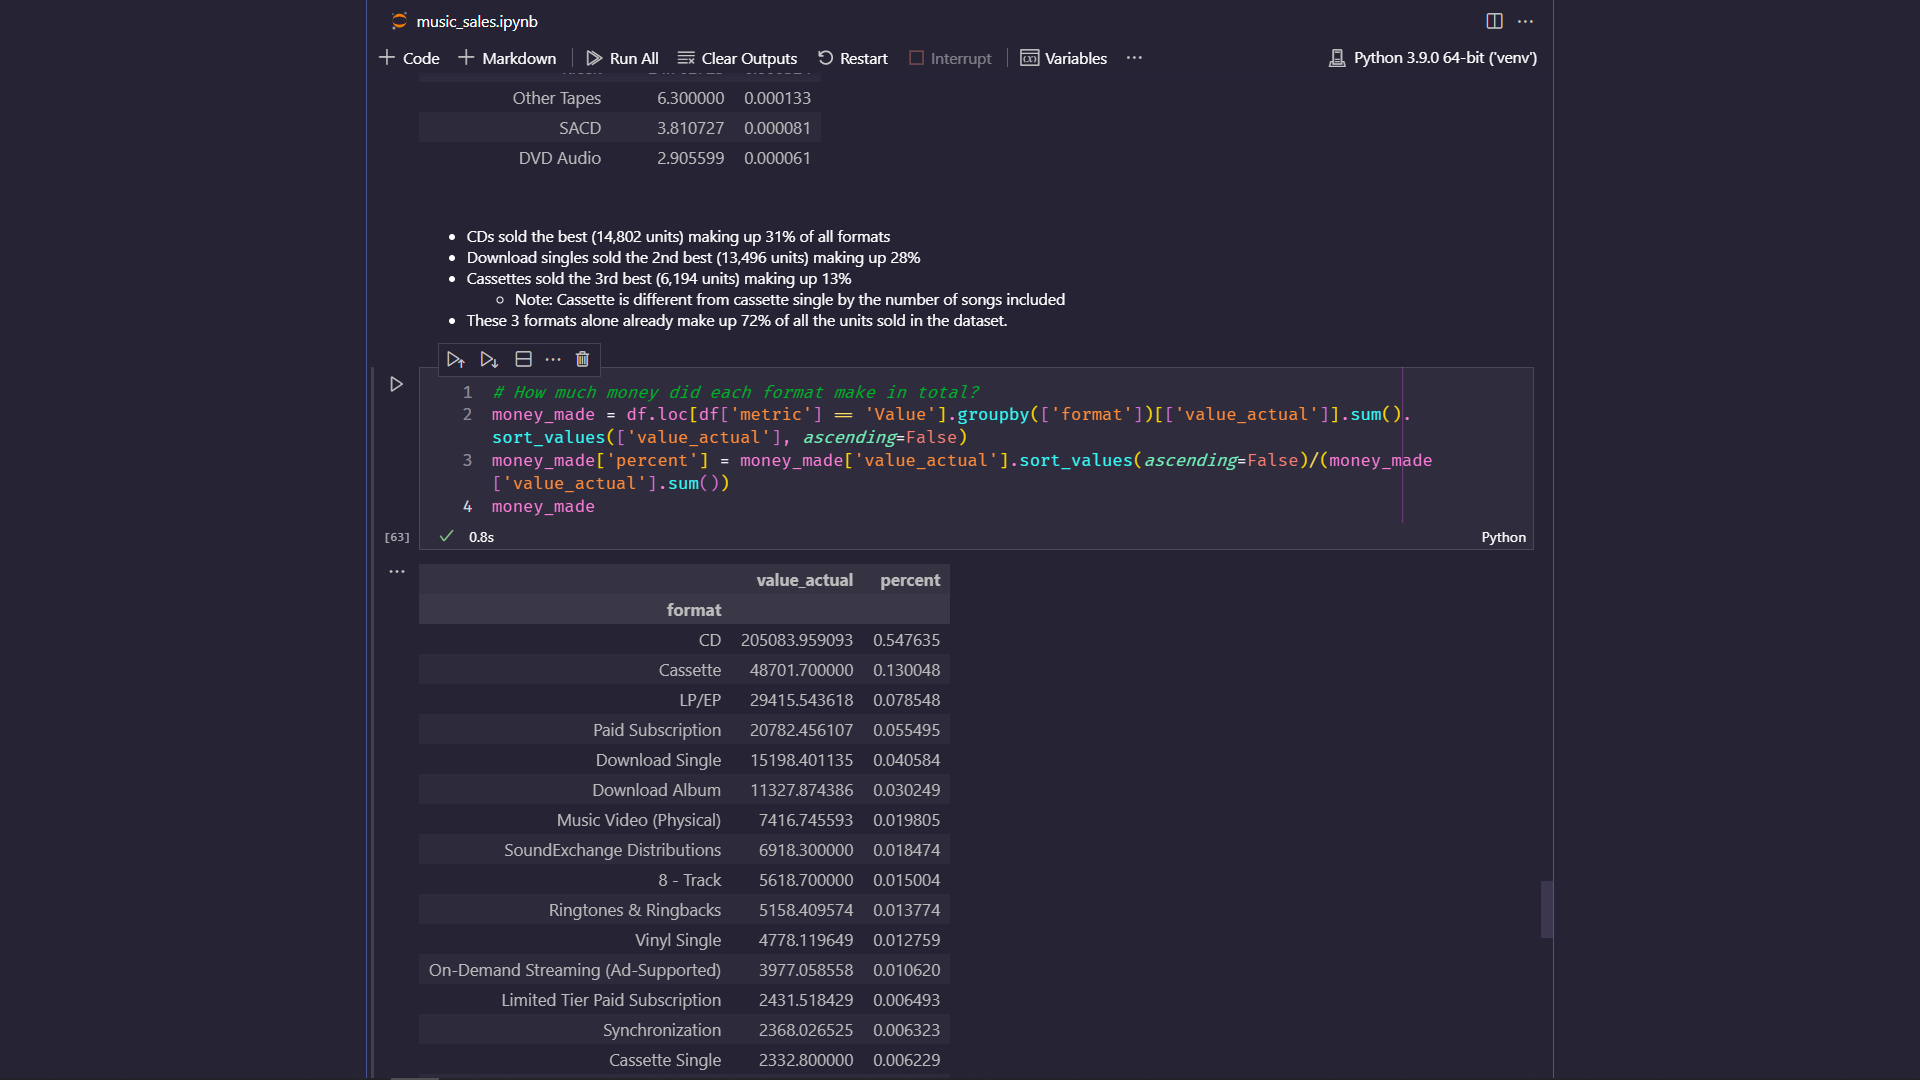 music_sales.ipynb
Code Markdown Run All Clear Outputs Restart Interrupt Variables Python 3.9.0 64-bit ('venv')
Other Tapes 6.300000 0.000133
SACD 3.810727 0.000081
DVD Audio 2.905599 0.000061
• CDs sold the best (14,802 units) making up 31% of all formats
• Download singles sold the 2nd best (13,496 units) making up 28%
• Cassettes sold the 3rd best (6,194 units) making up 13%
◦ Note: Cassette is different from cassette single by the number of songs included
• These 3 formats alone already make up 72% of all the units sold in the dataset.
1 # How much money did each format make in total?
2 money_made = df.loc[df['metric'] == 'Value'].groupby(['format'])[['value_actual']].sum().
sort_values(['value_actual'], ascending=False)
3 money_made['percent'] = money_made['value_actual'].sort_values(ascending=False)/(money_made
['value_actual'].sum())
4 money_made
[63] 0.8s Python
value_actual percent
format
CD 205083.959093 0.547635
Cassette 48701.700000 0.130048
LP/EP 29415.543618 0.078548
Paid Subscription 20782.456107 0.055495
Download Single 15198.401135 0.040584
Download Album 11327.874386 0.030249
Music Video (Physical) 7416.745593 0.019805
SoundExchange Distributions 6918.300000 0.018474
8 - Track 5618.700000 0.015004
Ringtones & Ringbacks 5158.409574 0.013774
Vinyl Single 4778.119649 0.012759
On-Demand Streaming (Ad-Supported) 3977.058558 0.010620
Limited Tier Paid Subscription 2431.518429 0.006493
Synchronization 2368.026525 0.006323
Cassette Single 2332.800000 0.006229